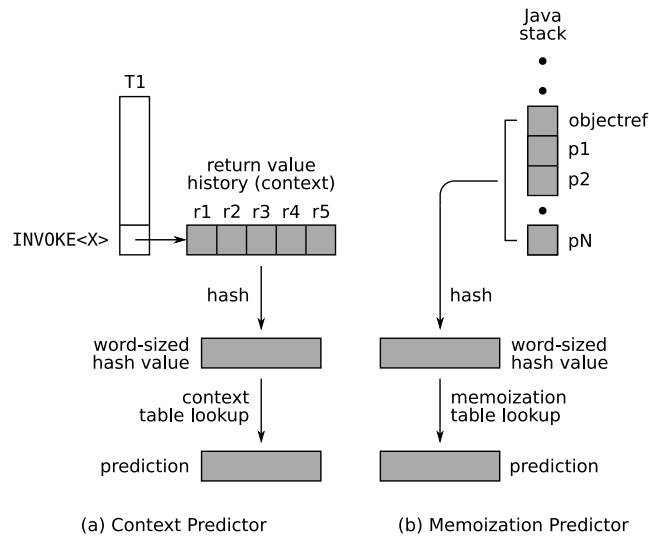 T1
return value
history (context)
r1 r2 r3 r4 r5
INVOKE<X>
hash
word-sized
hash value
context
table lookup
prediction
(a) Context Predictor
Java
stack
objectref
p1
p2
pN
hash
word-sized
hash value
memoization
table lookup
prediction
(b) Memoization Predictor